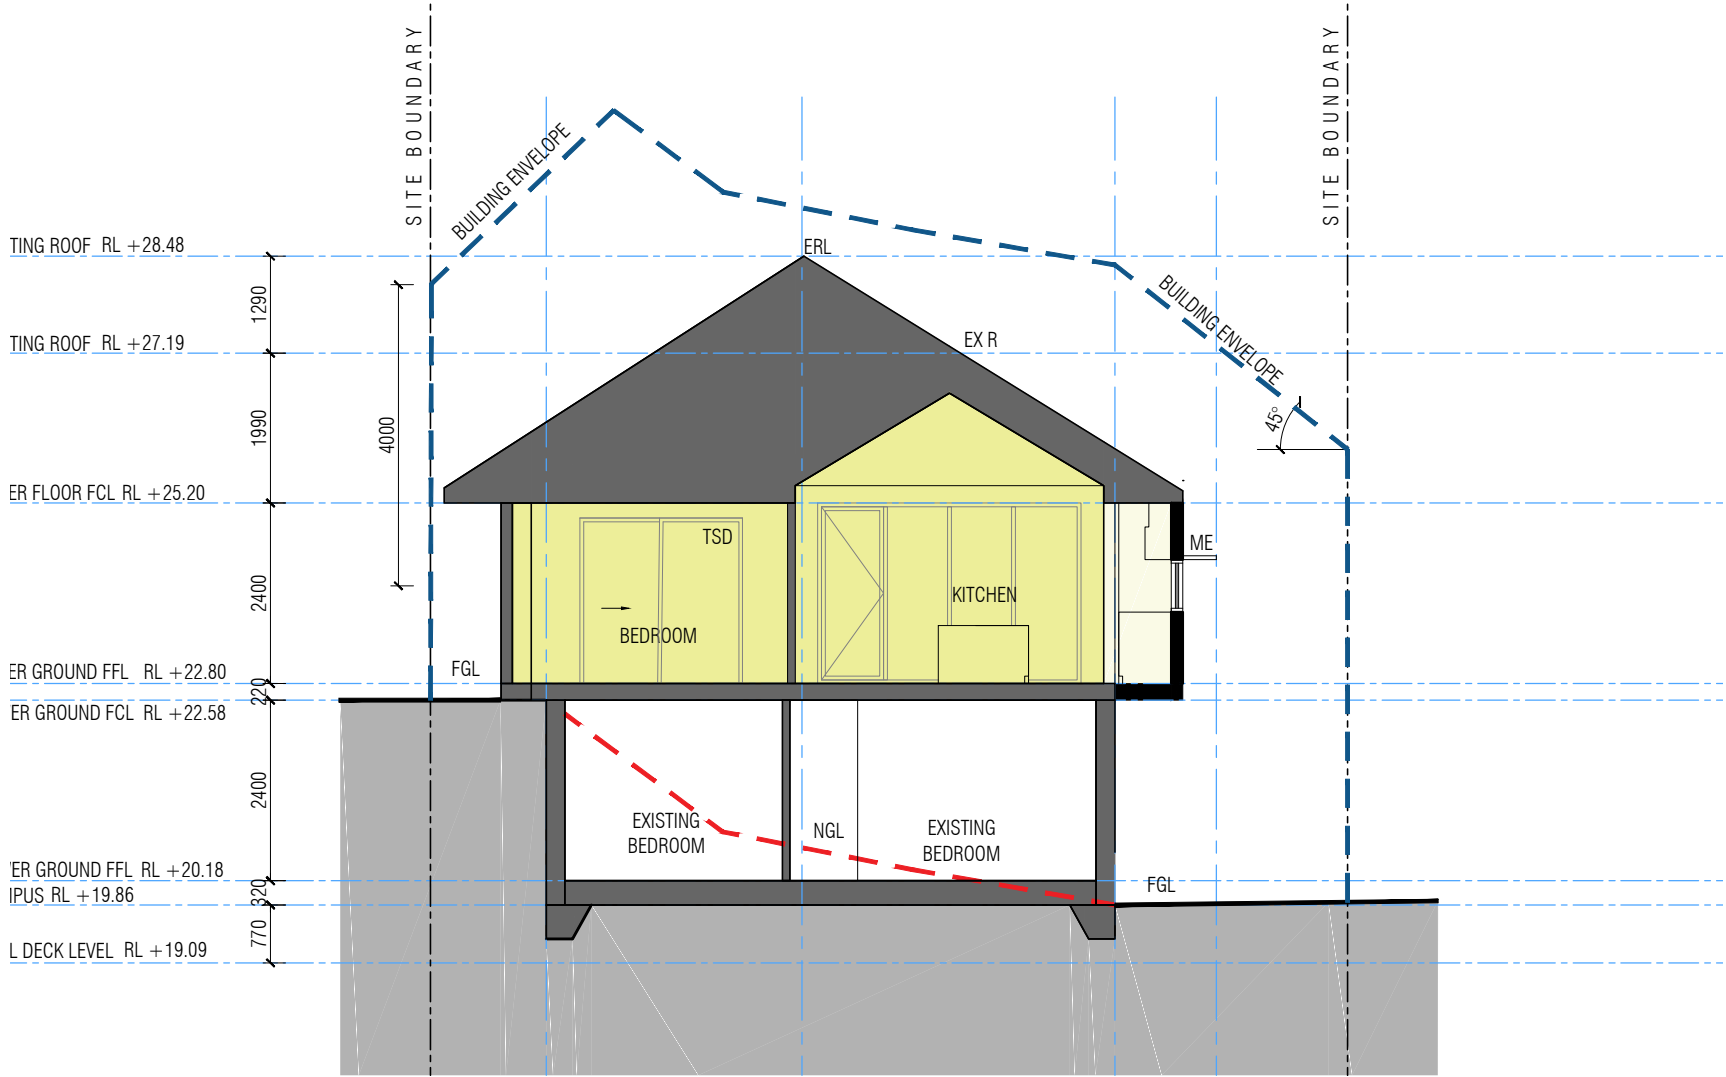 SITE BOUNDARY
SITE BOUNDARY
BUILDING ENVELOPE
TING ROOF RL +28.48
ERL
1290
BUILDING ENVELOPE
TING ROOF RL +27.19
EX R
1990
4000
45°
ER FLOOR FCL RL +25.20
TSD
ME
2400
KITCHEN
BEDROOM
ER GROUND FFL RL +22.80
FGL
220
ER GROUND FCL RL +22.58
2400
EXISTING
BEDROOM
NGL
EXISTING
BEDROOM
ER GROUND FFL RL +20.18
FGL
320
IPUS RL +19.86
770
L DECK LEVEL RL +19.09